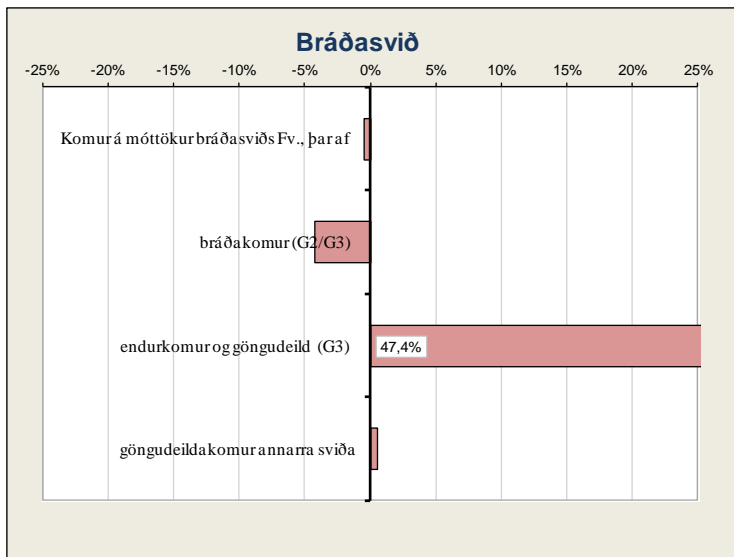 Bráðasvið
-25% -20% -15% -10% -5% 0% 5% 10% 15% 20% 25%
Komur á móttökur bráðasviðs Fv., þar af
bráðakomur (G2/G3)
endurkomur og göngudeild (G3)
47,4%
göngudeildakomur annarra sviða